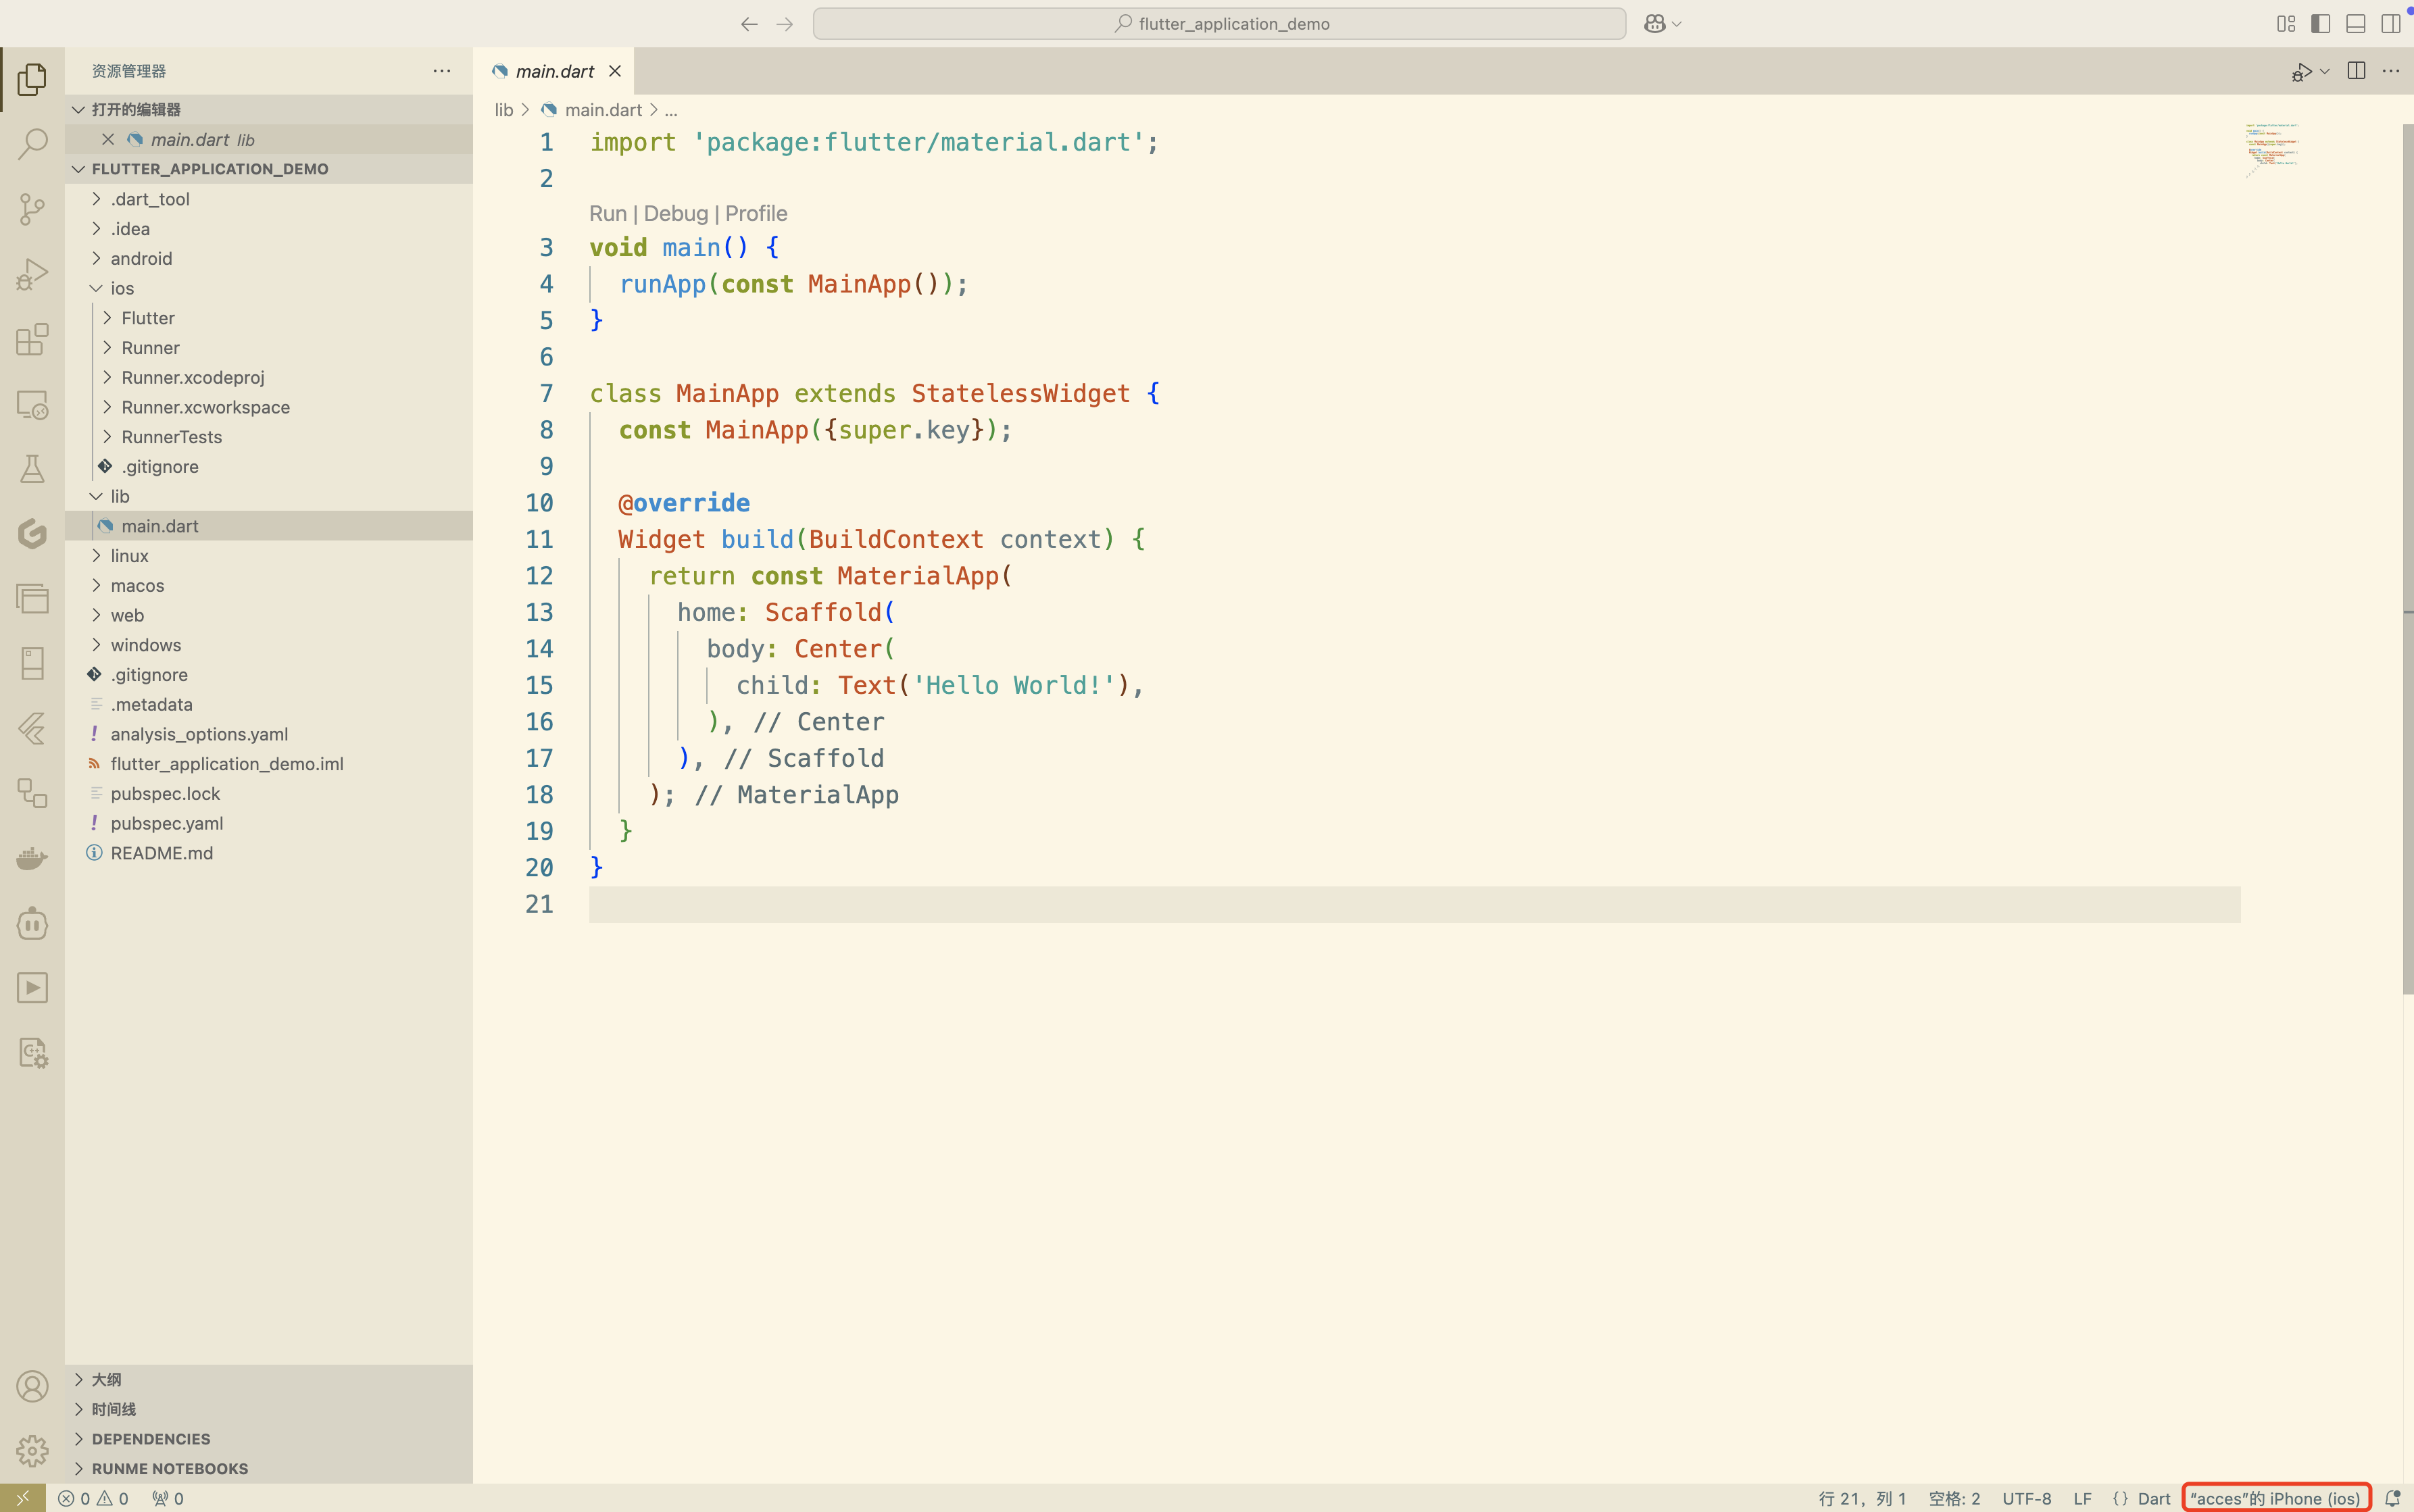 flutter_application_demo
资源管理器
打开的编辑器
main.dart lib
FLUTTER_APPLICATION_DEMO
.dart_tool
.idea
android
ios
Flutter
Runner
Runner.xcodeproj
Runner.xcworkspace
RunnerTests
.gitignore
lib
main.dart
linux
macos
web
windows
.gitignore
.metadata
analysis_options.yaml
flutter_application_demo.iml
pubspec.lock
pubspec.yaml
README.md
大纲
时间线
DEPENDENCIES
RUNME NOTEBOOKS
main.dart
lib > main.dart > ...
1 import 'package:flutter/material.dart';
2
Run | Debug | Profile
3 void main() {
4 runApp(const MainApp());
5 }
6
7 class MainApp extends StatelessWidget {
8 const MainApp({super.key});
9
10 @override
11 Widget build(BuildContext context) {
12 return const MaterialApp(
13 home: Scaffold(
14 body: Center(
15 child: Text('Hello World!'),
16 ), // Center
17 ), // Scaffold
18 ); // MaterialApp
19 }
20 }
21
0 0 0 行 21，列 1 空格: 2 UTF-8 LF {} Dart “acces”的 iPhone (ios)